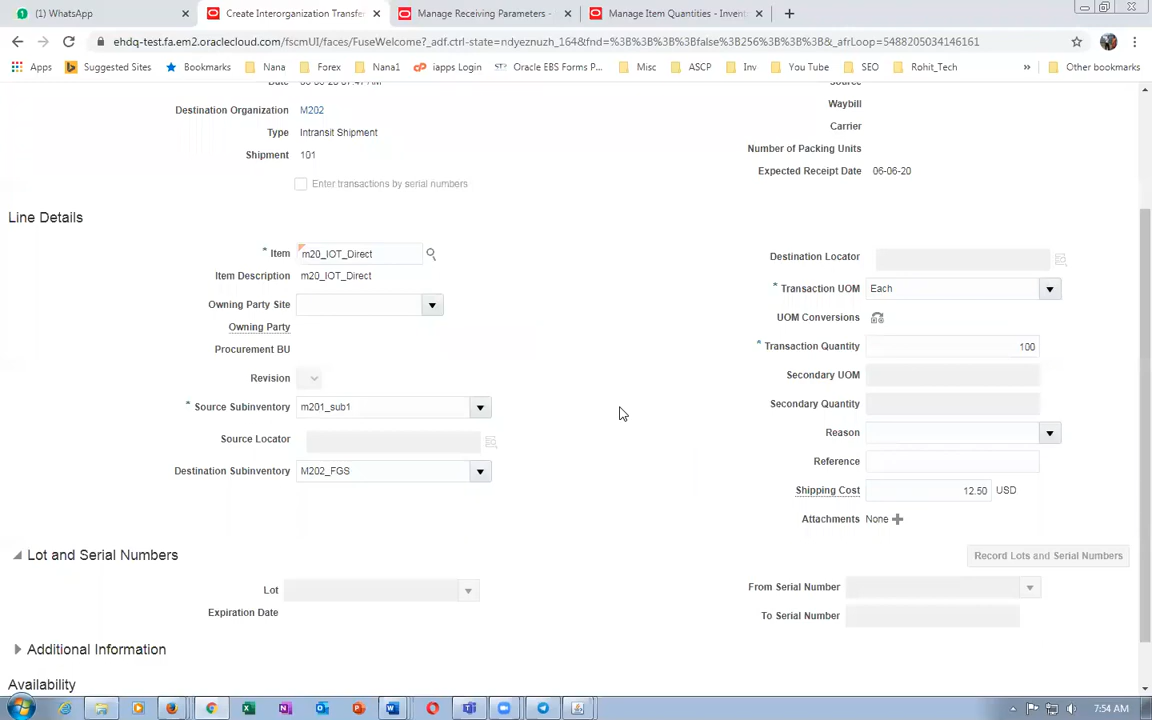 (1) WhatsApp
Create Interorganization Transfe
Manage Receiving Parameters -
Manage Item Quantities - Invent
ehdq-test.fa.em2.oraclecloud.com/fscmUI/faces/FuseWelcome?_adf.ctrl-state=ndyeznuzh_164&fnd=%3B%3B%3B%3Bfalse%3B256%3B%3B%3B&_afrLoop=5488205034146161
Apps
Suggested Sites
Bookmarks
Nana
Forex
Nana1
iapps Login
Oracle EBS Forms P...
Misc
ASCP
Inv
You Tube
SEO
Rohit_Tech
»
Other bookmarks
Destination Organization M202
Type Intransit Shipment
Shipment 101
Enter transactions by serial numbers
Source
Waybill
Carrier
Number of Packing Units
Expected Receipt Date 06-06-20
Line Details
* Item m20_IOT_Direct
Item Description m20_IOT_Direct
Owning Party Site
Owning Party
Procurement BU
Revision
* Source Subinventory m201_sub1
Source Locator
Destination Subinventory M202_FGS
Destination Locator
* Transaction UOM Each
UOM Conversions
* Transaction Quantity 100
Secondary UOM
Secondary Quantity
Reason
Reference
Shipping Cost 12.50 USD
Attachments None
Lot and Serial Numbers
Record Lots and Serial Numbers
Lot
Expiration Date
From Serial Number
To Serial Number
Additional Information
Availability
7:54 AM